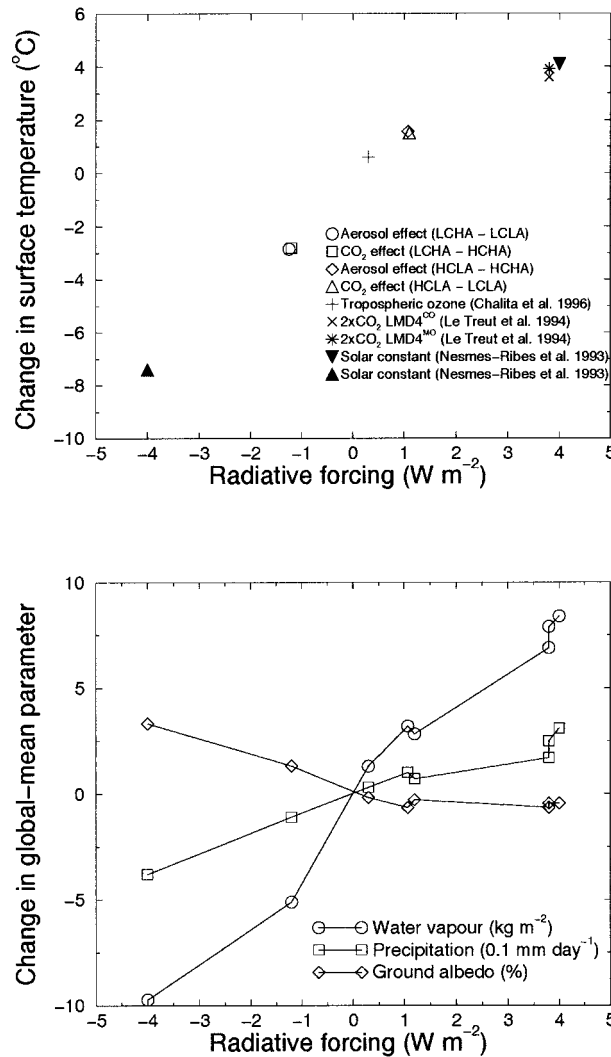 Change in surface temperature (°C)
6
4
2
0
−2
−4
−6
−8
−10
Aerosol effect (LCHA − LCLA)
CO2 effect (LCHA − HCHA)
Aerosol effect (HCLA − HCHA)
CO2 effect (HCLA − LCLA)
Tropospheric ozone (Chalita et al. 1996)
2xCO2 LMD4CO (Le Treut et al. 1994)
2xCO2 LMD4MO (Le Treut et al. 1994)
Solar constant (Nesmes−Ribes et al. 1993)
Solar constant (Nesmes−Ribes et al. 1993)
−5 −4 −3 −2 −1 0 1 2 3 4 5
Radiative forcing (W m−2)
Change in global−mean parameter
10
5
0
−5
−10
Water vapour (kg m−2)
Precipitation (0.1 mm day−1)
Ground albedo (%)
−5 −4 −3 −2 −1 0 1 2 3 4 5
Radiative forcing (W m−2)